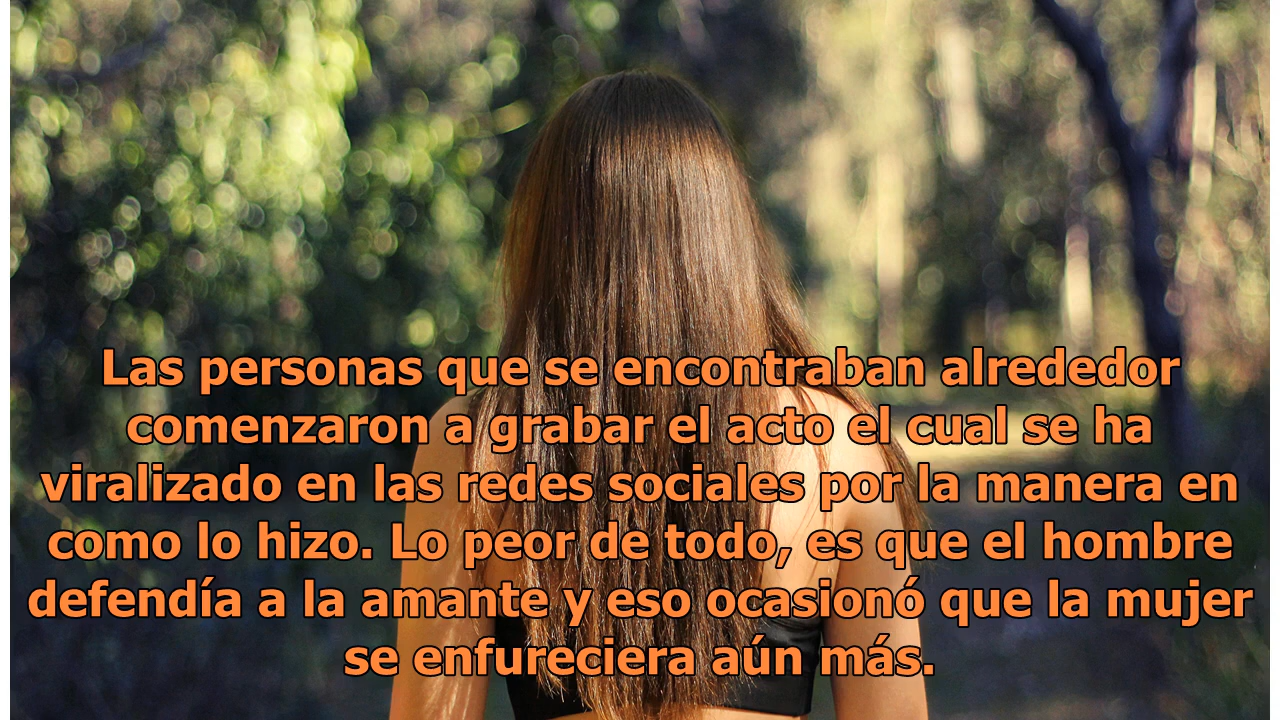 Las personas que se encontraban alrededor
comenzaron a grabar el acto el cual se ha
viralizado en las redes sociales por la manera en
como lo hizo. Lo peor de todo, es que el hombre
defendía a la amante y eso ocasionó que la mujer
se enfureciera aún más.